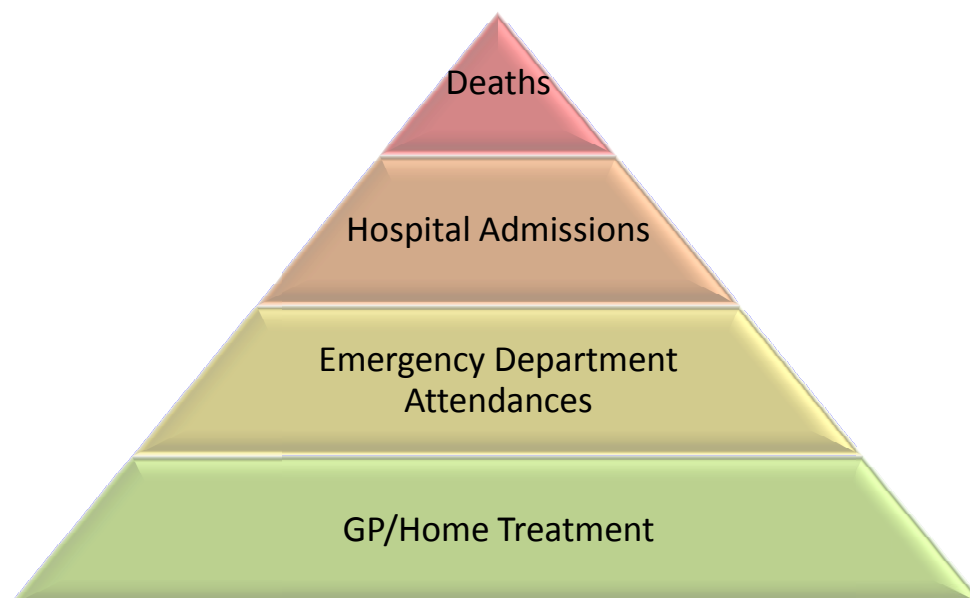 Deaths
Hospital Admissions
Emergency Department
Attendances
GP/Home Treatment